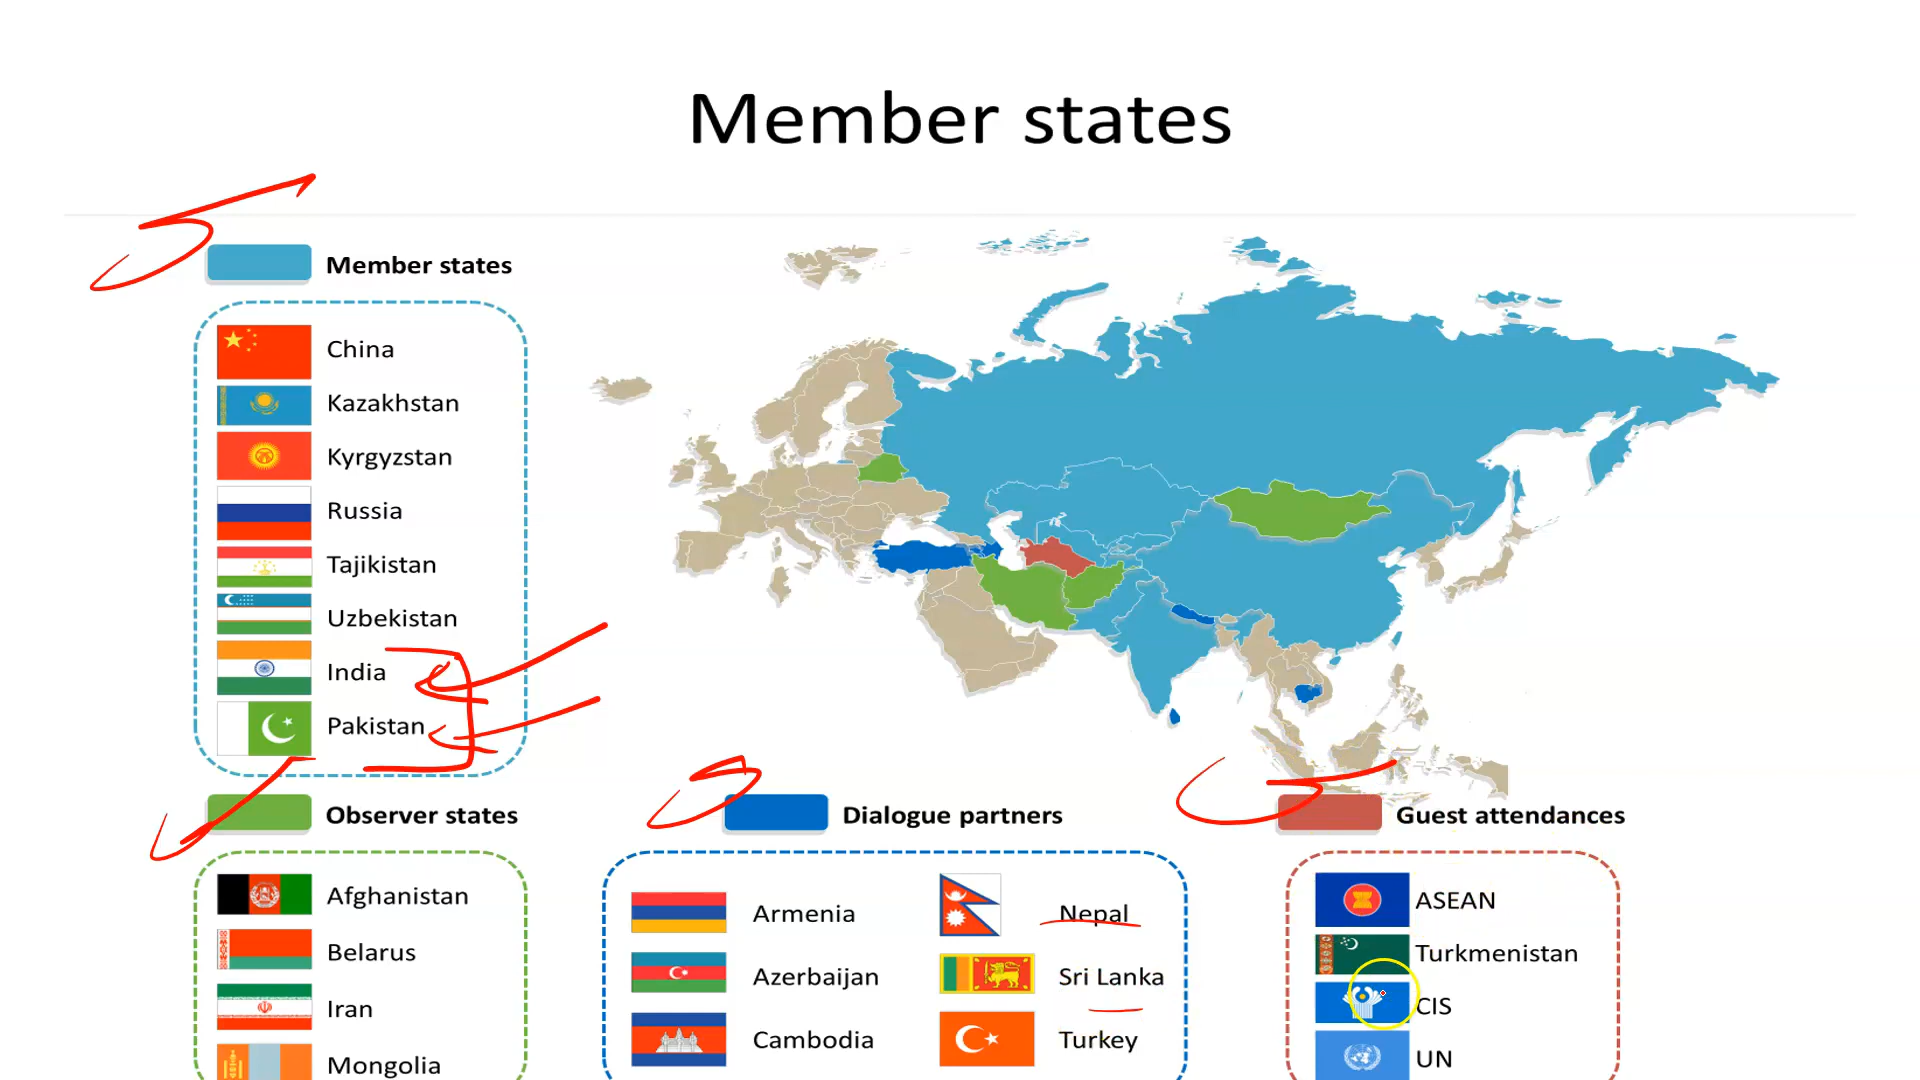 Member states
Member states
China
Kazakhstan
Kyrgyzstan
Russia
Tajikistan
Uzbekistan
India
Pakistan
Observer states
Afghanistan
Belarus
Iran
Mongolia
Dialogue partners
Armenia
Azerbaijan
Cambodia
Nepal
Sri Lanka
Turkey
Guest attendances
ASEAN
Turkmenistan
CIS
UN